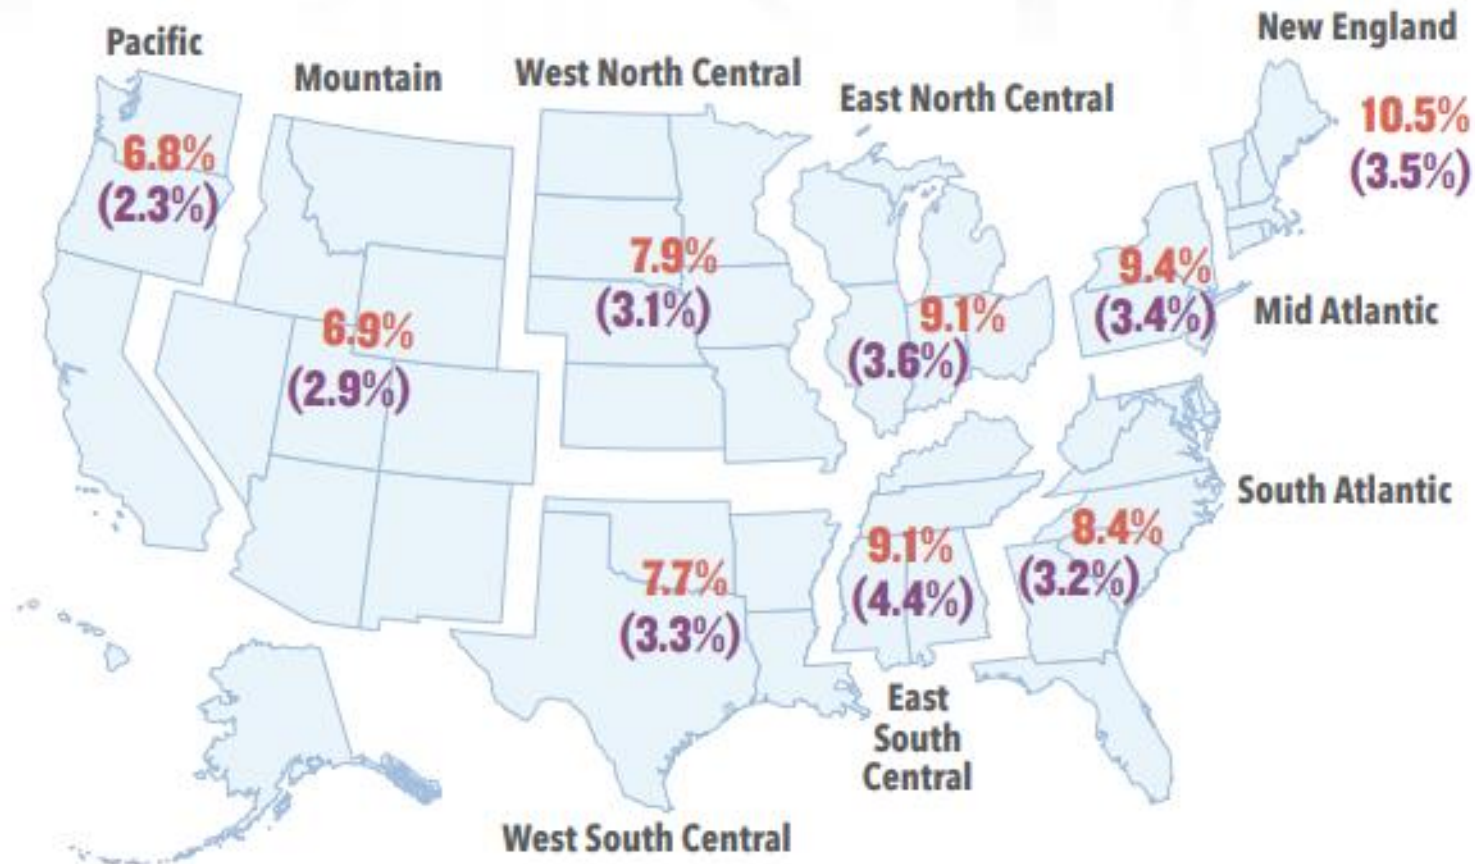 New England
Pacific
West North Central
Mountain
East North Central
10.5%
(3.5%)
6.8%
(2.3%)
7.9%
(3.1%)
9.4%
(3.4%)
Mid Atlantic
9.1%
(3.6%)
6.9%
(2.9%)
South Atlantic
8.4%
(3.2%)
9.1%
(4.4%)
7.7%
(3.3%)
East
South
Central
West South Central